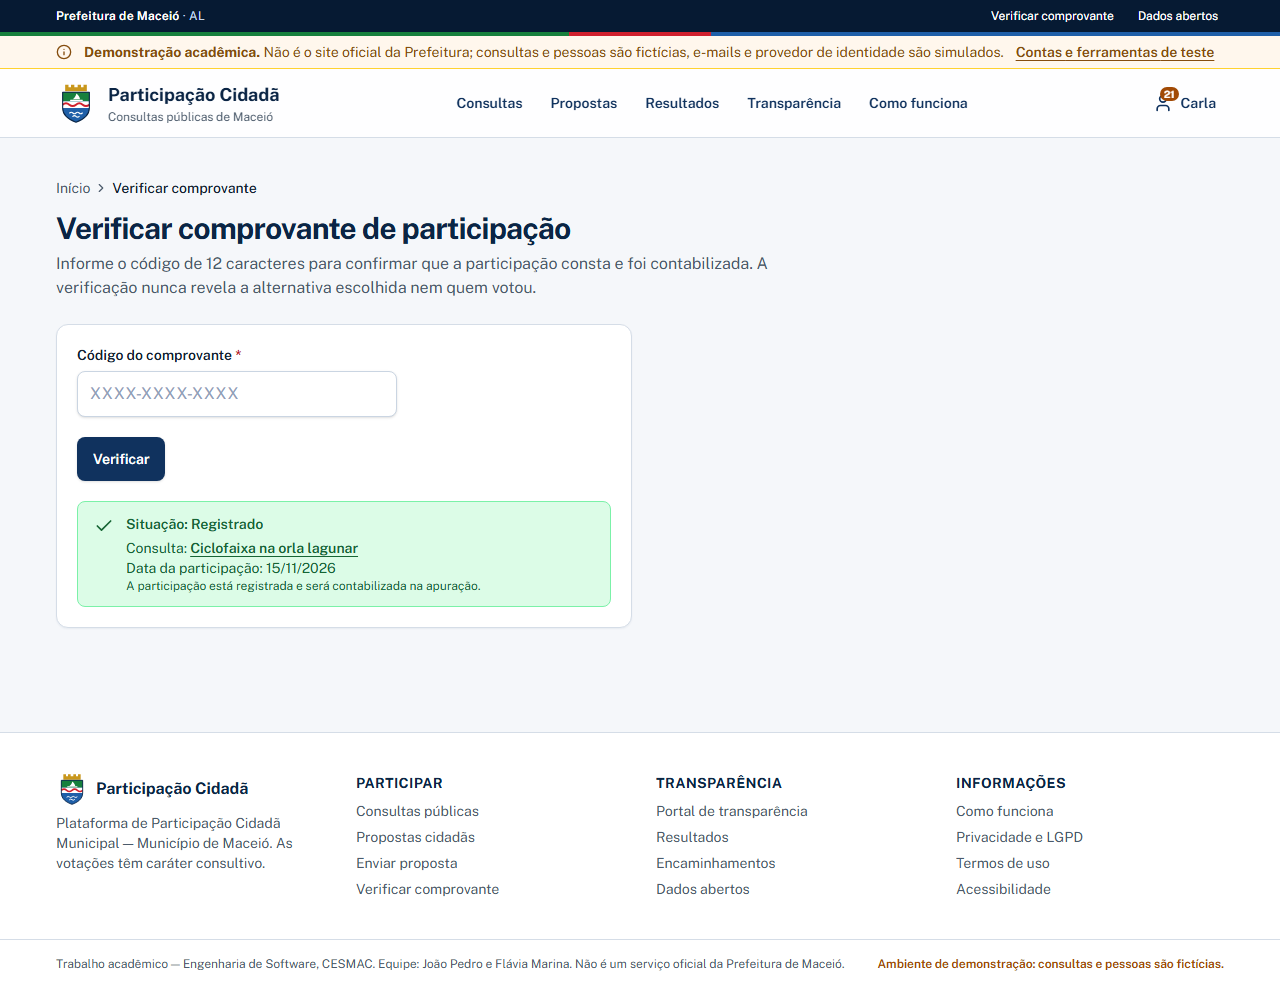 Prefeitura de Maceió · AL
Verificar comprovante
Dados abertos
Demonstração acadêmica. Não é o site oficial da Prefeitura; consultas e pessoas são fictícias, e-mails e provedor de identidade são simulados.
Contas e ferramentas de teste
Participação Cidadã
Consultas públicas de Maceió
Consultas
Propostas
Resultados
Transparência
Como funciona
21
Carla
Início
Verificar comprovante
Verificar comprovante de participação
Informe o código de 12 caracteres para confirmar que a participação consta e foi contabilizada. A
verificação nunca revela a alternativa escolhida nem quem votou.
Código do comprovante *
XXXX-XXXX-XXXX
Verificar
Situação: Registrado
Consulta: Ciclofaixa na orla lagunar
Data da participação: 15/11/2026
A participação está registrada e será contabilizada na apuração.
Participação Cidadã
Plataforma de Participação Cidadã
Municipal — Município de Maceió. As
votações têm caráter consultivo.
PARTICIPAR
Consultas públicas
Propostas cidadãs
Enviar proposta
Verificar comprovante
TRANSPARÊNCIA
Portal de transparência
Resultados
Encaminhamentos
Dados abertos
INFORMAÇÕES
Como funciona
Privacidade e LGPD
Termos de uso
Acessibilidade
Trabalho acadêmico — Engenharia de Software, CESMAC. Equipe: João Pedro e Flávia Marina. Não é um serviço oficial da Prefeitura de Maceió.
Ambiente de demonstração: consultas e pessoas são fictícias.